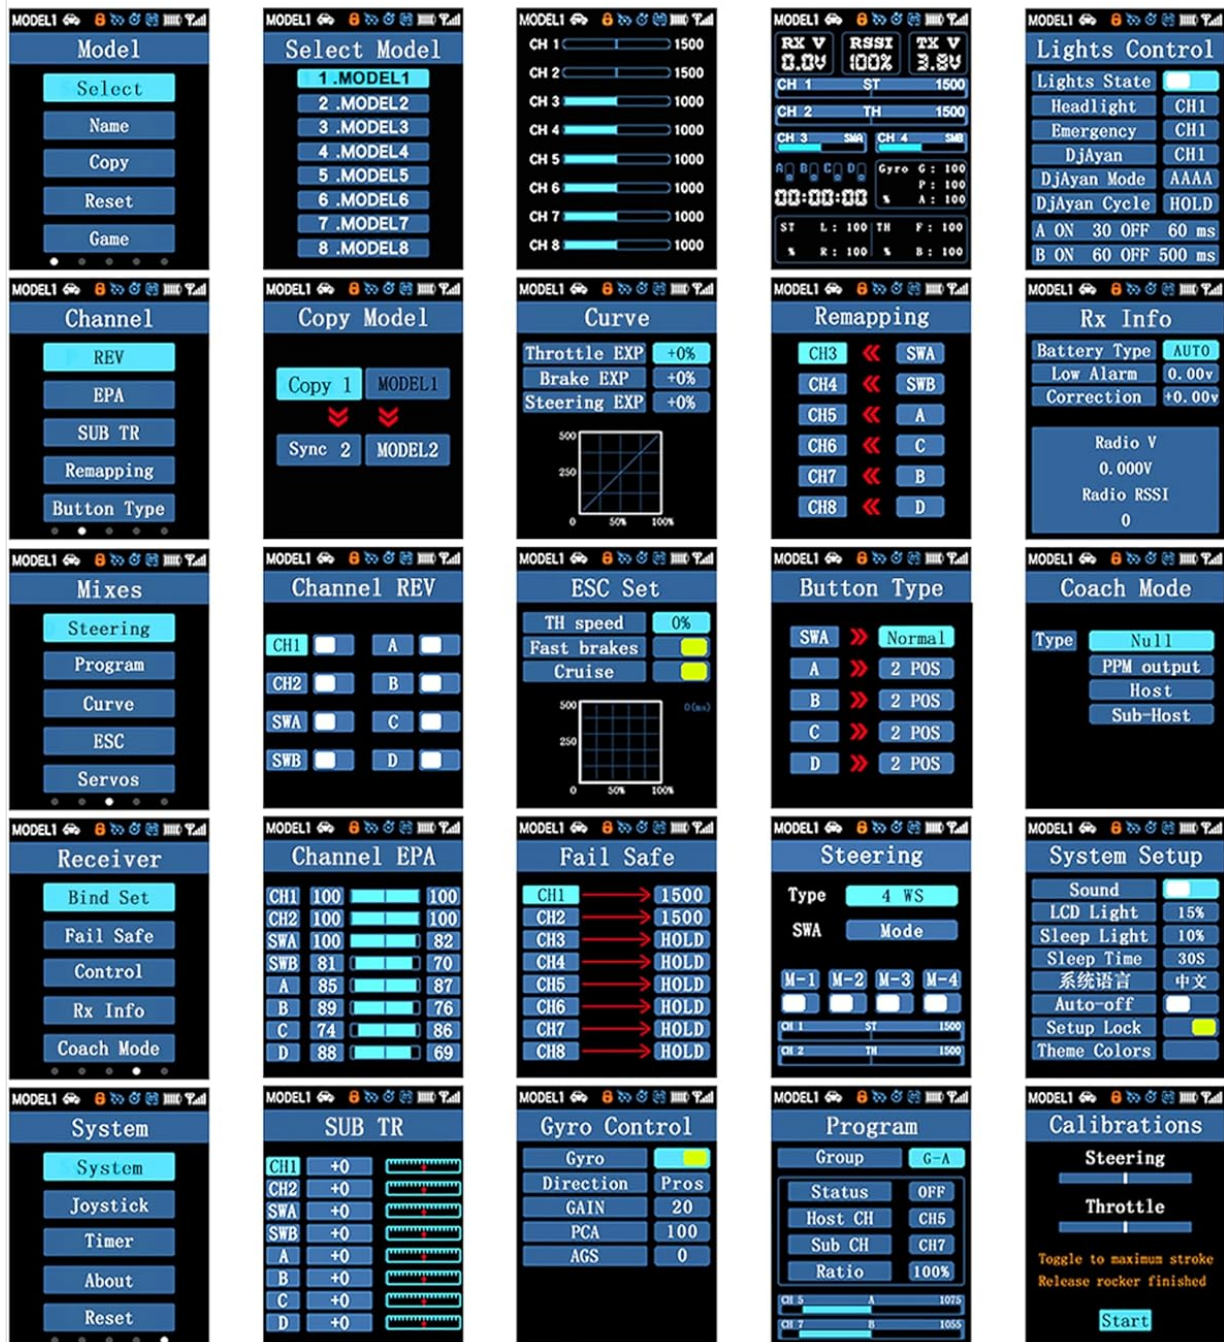 MODEL1
Model
Select
Name
Copy
Reset
Game
MODEL1
Select Model
1 .MODEL1
2 .MODEL2
3 .MODEL3
4 .MODEL4
5 .MODEL5
6 .MODEL6
7 .MODEL7
8 .MODEL8
MODEL1
CH 1 1500
CH 2 1500
CH 3 1000
CH 4 1000
CH 5 1000
CH 6 1000
CH 7 1000
CH 8 1000
MODEL1
RX V RSSI TX V
0.0V 100% 3.8V
CH 1 ST 1500
CH 2 TH 1500
CH 3 SWA CH 4 SWB
A B C D Gyro G : 100
P : 100
00:00:00 % A : 100
ST L : 100 TH F : 100
% R : 100 % B : 100
MODEL1
Lights Control
Lights State
Headlight CH1
Emergency CH1
DjAyan CH1
DjAyan Mode AAAA
DjAyan Cycle HOLD
A ON 30 OFF 60 ms
B ON 60 OFF 500 ms
MODEL1
Channel
REV
EPA
SUB TR
Remapping
Button Type
MODEL1
Copy Model
Copy 1 MODEL1
Sync 2 MODEL2
MODEL1
Curve
Throttle EXP +0%
Brake EXP +0%
Steering EXP +0%
500
250
0 50% 100%
MODEL1
Remapping
CH3 SWA
CH4 SWB
CH5 A
CH6 C
CH7 B
CH8 D
MODEL1
Rx Info
Battery Type AUTO
Low Alarm 0.00v
Correction +0.00v
Radio V
0.000V
Radio RSSI
0
MODEL1
Mixes
Steering
Program
Curve
ESC
Servos
MODEL1
Channel REV
CH1 A
CH2 B
SWA C
SWB D
MODEL1
ESC Set
TH speed 0%
Fast brakes
Cruise
500 0(ms)
250
0 50% 100%
MODEL1
Button Type
SWA Normal
A 2 POS
B 2 POS
C 2 POS
D 2 POS
MODEL1
Coach Mode
Type Null
PPM output
Host
Sub-Host
MODEL1
Receiver
Bind Set
Fail Safe
Control
Rx Info
Coach Mode
MODEL1
Channel EPA
CH1 100 100
CH2 100 100
SWA 100 82
SWB 81 70
A 85 87
B 89 76
C 74 86
D 88 69
MODEL1
Fail Safe
CH1 1500
CH2 1500
CH3 HOLD
CH4 HOLD
CH5 HOLD
CH6 HOLD
CH7 HOLD
CH8 HOLD
MODEL1
Steering
Type 4 WS
SWA Mode
M-1 M-2 M-3 M-4
CH 1 ST 1500
CH 2 TH 1500
MODEL1
System Setup
Sound
LCD Light 15%
Sleep Light 10%
Sleep Time 30S
系统语言 中文
Auto-off
Setup Lock
Theme Colors
MODEL1
System
System
Joystick
Timer
About
Reset
MODEL1
SUB TR
CH1 +0
CH2 +0
SWA +0
SWB +0
A +0
B +0
C +0
D +0
MODEL1
Gyro Control
Gyro
Direction Pros
GAIN 20
PCA 100
AGS 0
MODEL1
Program
Group G-A
Status OFF
Host CH CH5
Sub CH CH7
Ratio 100%
CH 5 A 1075
CH 7 B 1055
MODEL1
Calibrations
Steering
Throttle
Toggle to maximum stroke
Release rocker finished
Start